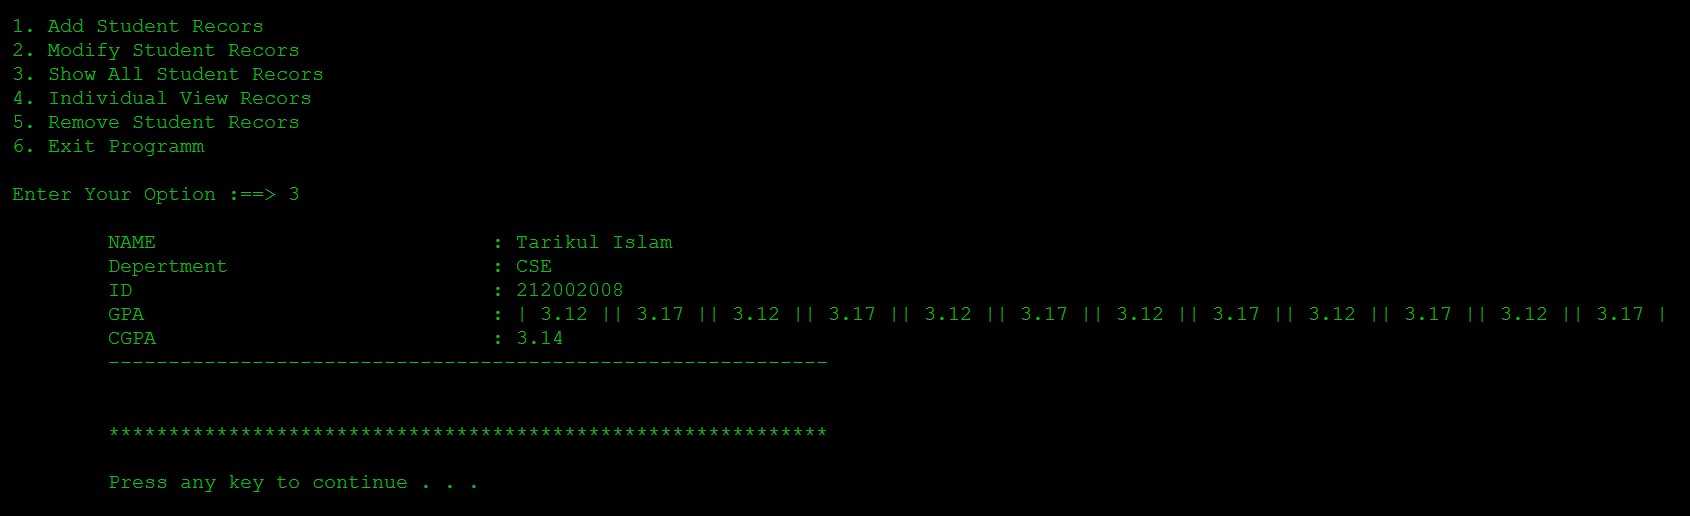 1. Add Student Recors
2. Modify Student Recors
3. Show All Student Recors
4. Individual View Recors
5. Remove Student Recors
6. Exit Programm
Enter Your Option :==> 3
NAME : Tarikul Islam
Depertment : CSE
ID : 212002008
GPA : | 3.12 || 3.17 || 3.12 || 3.17 || 3.12 || 3.17 || 3.12 || 3.17 || 3.12 || 3.17 || 3.12 || 3.17 |
CGPA : 3.14
------------------------------------------------------------
************************************************************
Press any key to continue . . .